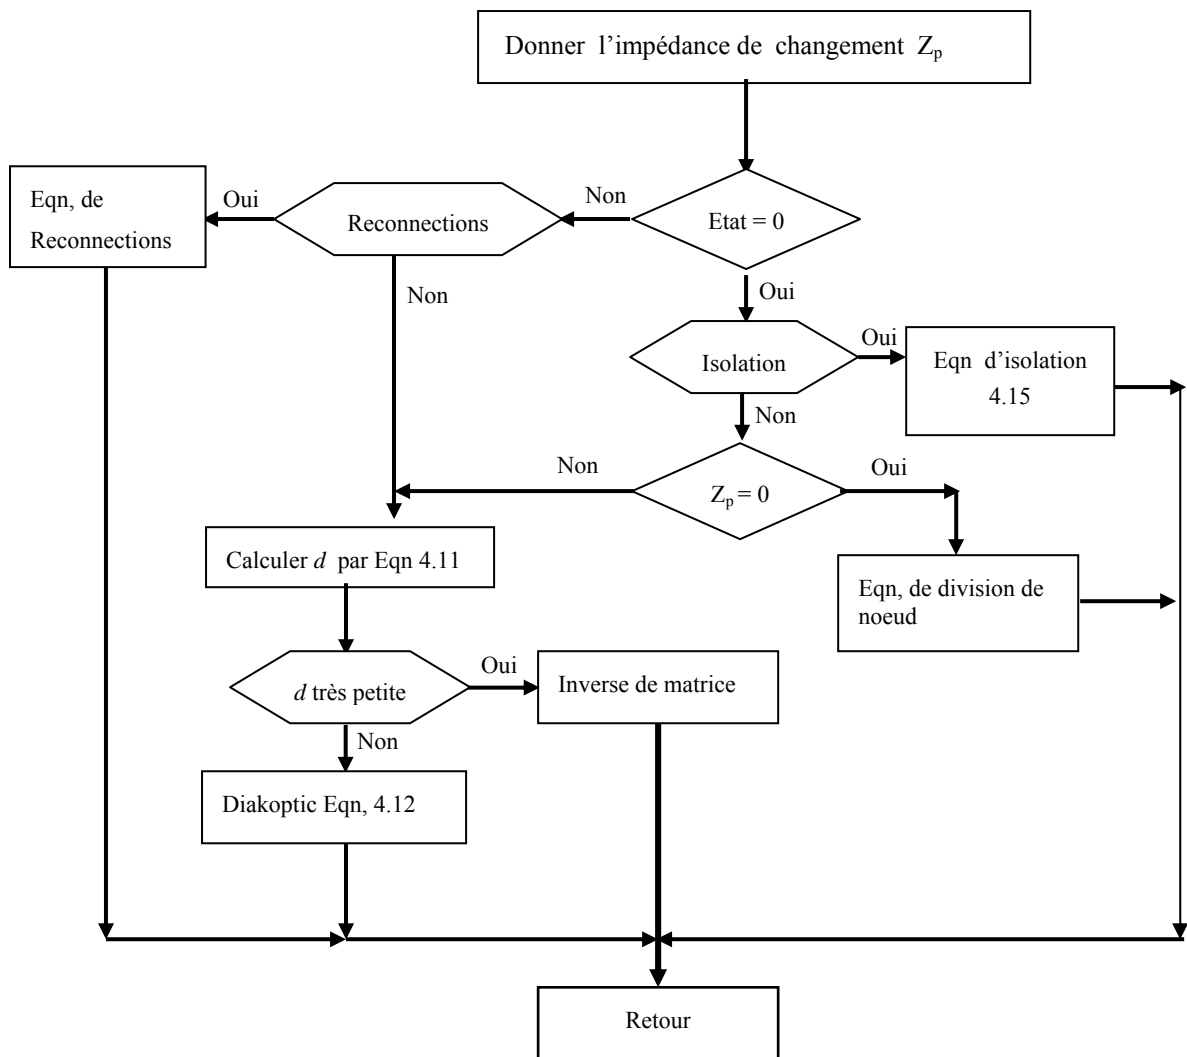 Donner l’impédance de changement Zp
Eqn, de
Reconnections
Oui
Reconnections
Non
Etat = 0
Non
Oui
Isolation
Oui
Eqn d’isolation
4.15
Non
Non
Zp = 0
Oui
Calculer d par Eqn 4.11
Eqn, de division de
noeud
d très petite
Oui
Inverse de matrice
Non
Diakoptic Eqn, 4.12
Retour